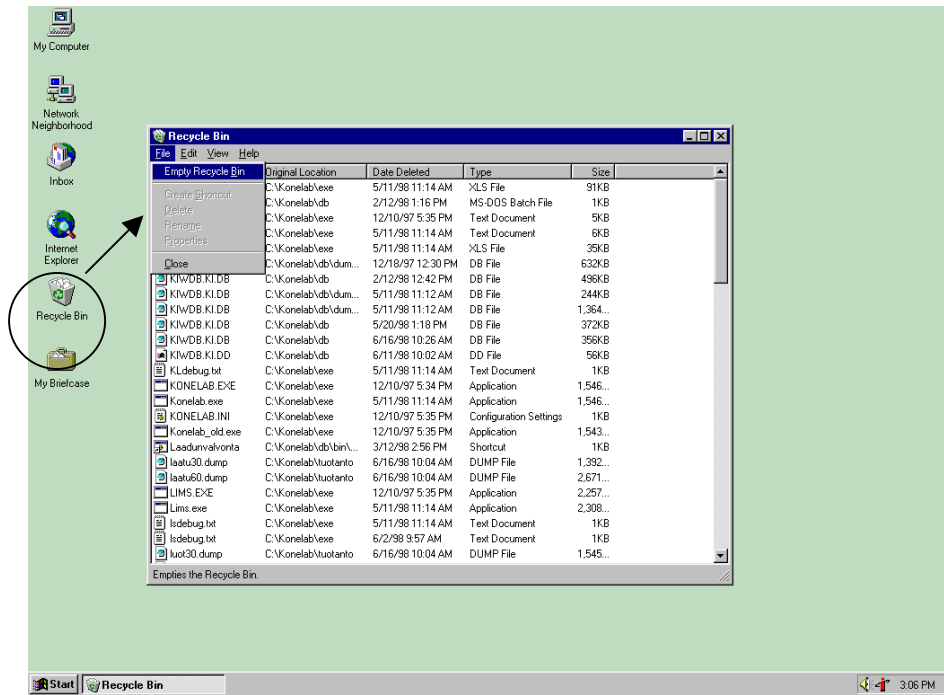 My Computer
Network
Neighborhood
Inbox
Internet
Explorer
Recycle Bin
My Briefcase
Recycle Bin
File Edit View Help
Empty Recycle Bin
Create Shortcut
Delete
Rename
Properties
Close
Original Location Date Deleted Type Size
C:\Konelab\exe 5/11/98 11:14 AM XLS File 91KB
C:\Konelab\db 2/12/98 1:16 PM MS-DOS Batch File 1KB
C:\Konelab\exe 12/10/97 5:35 PM Text Document 5KB
C:\Konelab\exe 5/11/98 11:14 AM Text Document 6KB
C:\Konelab\exe 5/11/98 11:14 AM XLS File 35KB
C:\Konelab\db\dum... 12/18/97 12:30 PM DB File 632KB
KIWDB.KI.DB C:\Konelab\db 2/12/98 12:42 PM DB File 496KB
KIWDB.KI.DB C:\Konelab\db\dum... 5/11/98 11:12 AM DB File 244KB
KIWDB.KI.DB C:\Konelab\db\dum... 5/11/98 11:12 AM DB File 1,364...
KIWDB.KI.DB C:\Konelab\db 5/20/98 1:18 PM DB File 372KB
KIWDB.KI.DB C:\Konelab\db 6/16/98 10:26 AM DB File 356KB
KIWDB.KI.DD C:\Konelab\db 6/11/98 10:02 AM DD File 56KB
KLdebug.txt C:\Konelab\exe 5/11/98 11:14 AM Text Document 1KB
KONELAB.EXE C:\Konelab\exe 12/10/97 5:34 PM Application 1,546...
Konelab.exe C:\Konelab\exe 5/11/98 11:14 AM Application 1,546...
KONELAB.INI C:\Konelab\exe 12/10/97 5:35 PM Configuration Settings 1KB
Konelab_old.exe C:\Konelab\exe 12/10/97 5:35 PM Application 1,543...
Laadunvalvonta C:\Konelab\db\bin\... 3/12/98 2:56 PM Shortcut 1KB
laatu30.dump C:\Konelab\tuotanto 6/16/98 10:04 AM DUMP File 1,392...
laatu60.dump C:\Konelab\tuotanto 6/16/98 10:04 AM DUMP File 2,671...
LIMS.EXE C:\Konelab\exe 12/10/97 5:35 PM Application 2,257...
Lims.exe C:\Konelab\exe 5/11/98 11:14 AM Application 2,308...
lsdebug.txt C:\Konelab\exe 5/11/98 11:14 AM Text Document 1KB
lsdebug.txt C:\Konelab\exe 6/2/98 9:57 AM Text Document 1KB
luot30.dump C:\Konelab\tuotanto 6/16/98 10:04 AM DUMP File 1,545...
Empties the Recycle Bin.
Start Recycle Bin 3:06 PM